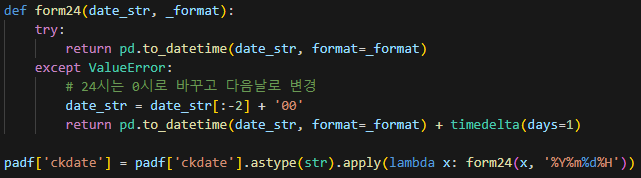 def form24(date_str, _format):
    try:
        return pd.to_datetime(date_str, format=_format)
    except ValueError:
        # 24시는 0시로 바꾸고 다음날로 변경
        date_str = date_str[:-2] + '00'
        return pd.to_datetime(date_str, format=_format) + timedelta(days=1)
padf['ckdate'] = padf['ckdate'].astype(str).apply(lambda x: form24(x, '%Y%m%d%H'))